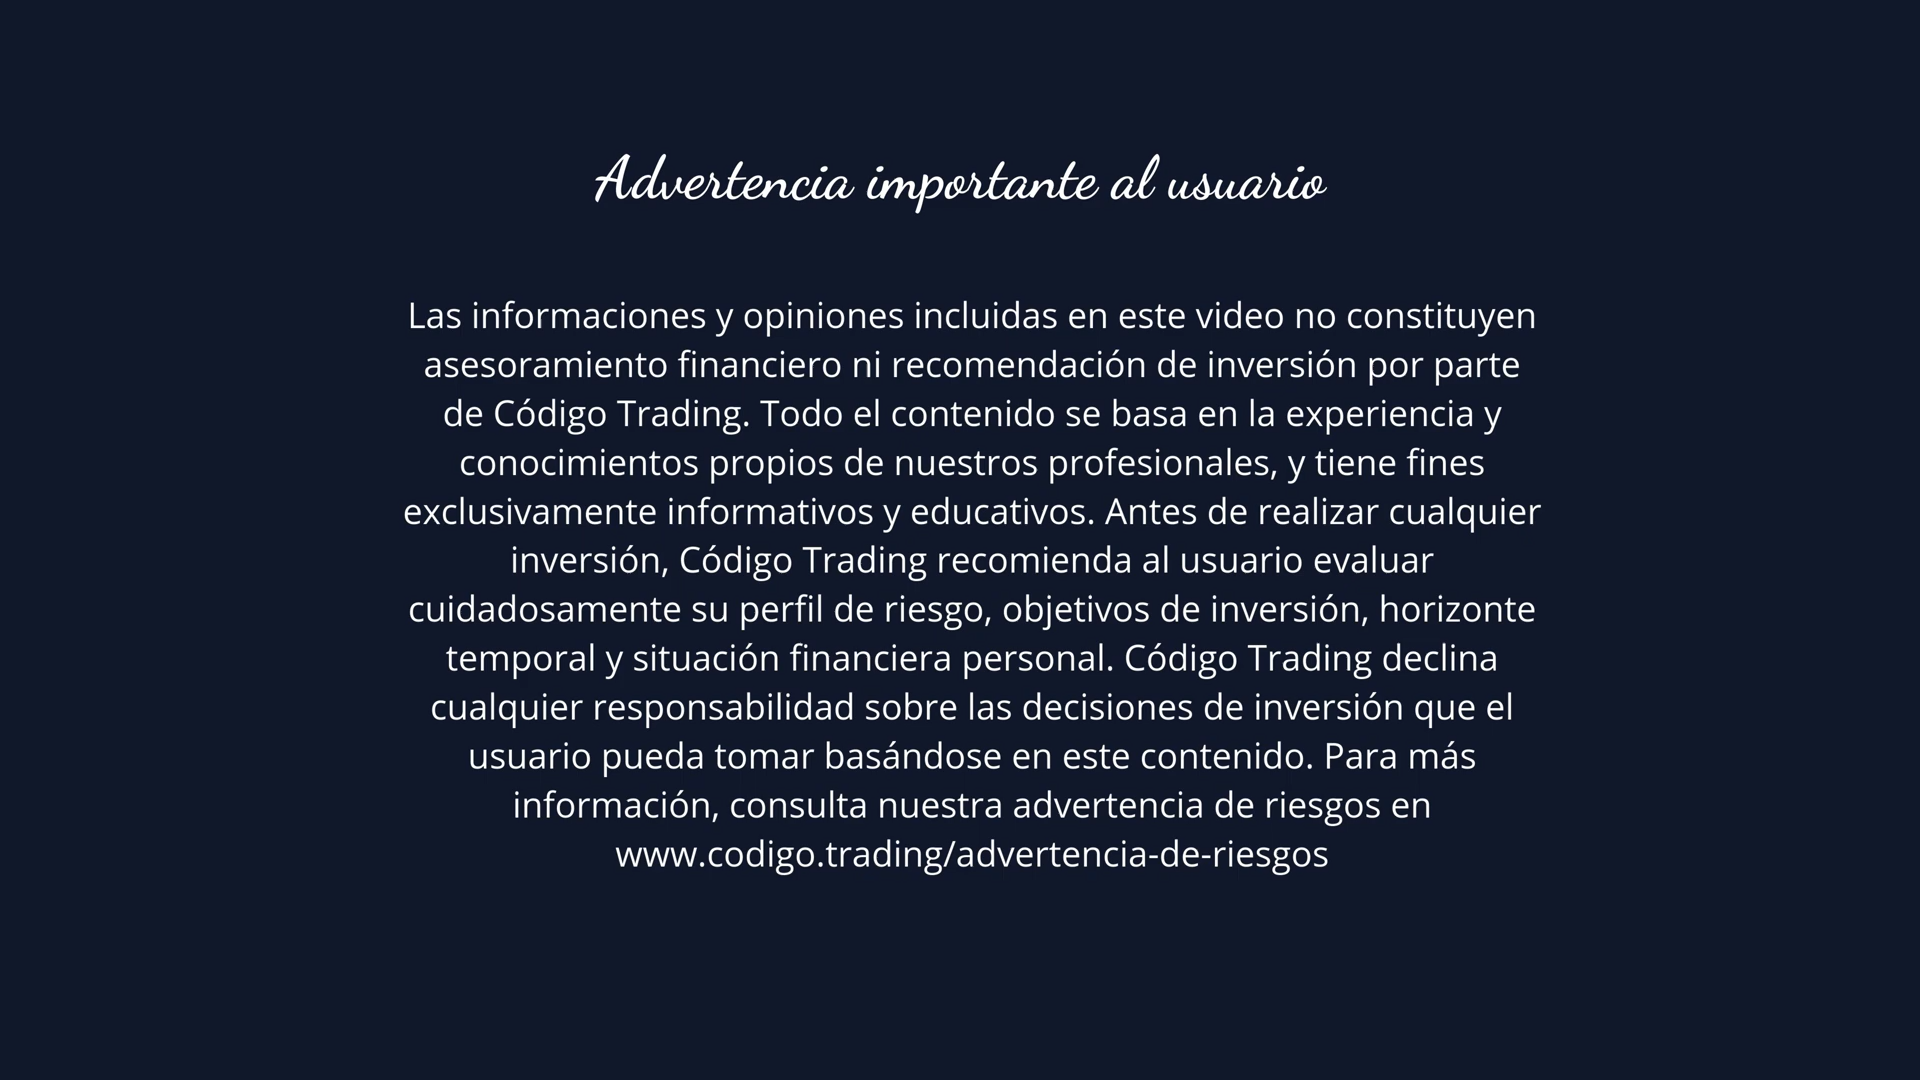 Advertencia importante al usuario
Las informaciones y opiniones incluidas en este video no constituyen
asesoramiento financiero ni recomendación de inversión por parte
de Código Trading. Todo el contenido se basa en la experiencia y
conocimientos propios de nuestros profesionales, y tiene fines
exclusivamente informativos y educativos. Antes de realizar cualquier
inversión, Código Trading recomienda al usuario evaluar
cuidadosamente su perfil de riesgo, objetivos de inversión, horizonte
temporal y situación financiera personal. Código Trading declina
cualquier responsabilidad sobre las decisiones de inversión que el
usuario pueda tomar basándose en este contenido. Para más
información, consulta nuestra advertencia de riesgos en
www.codigo.trading/advertencia-de-riesgos